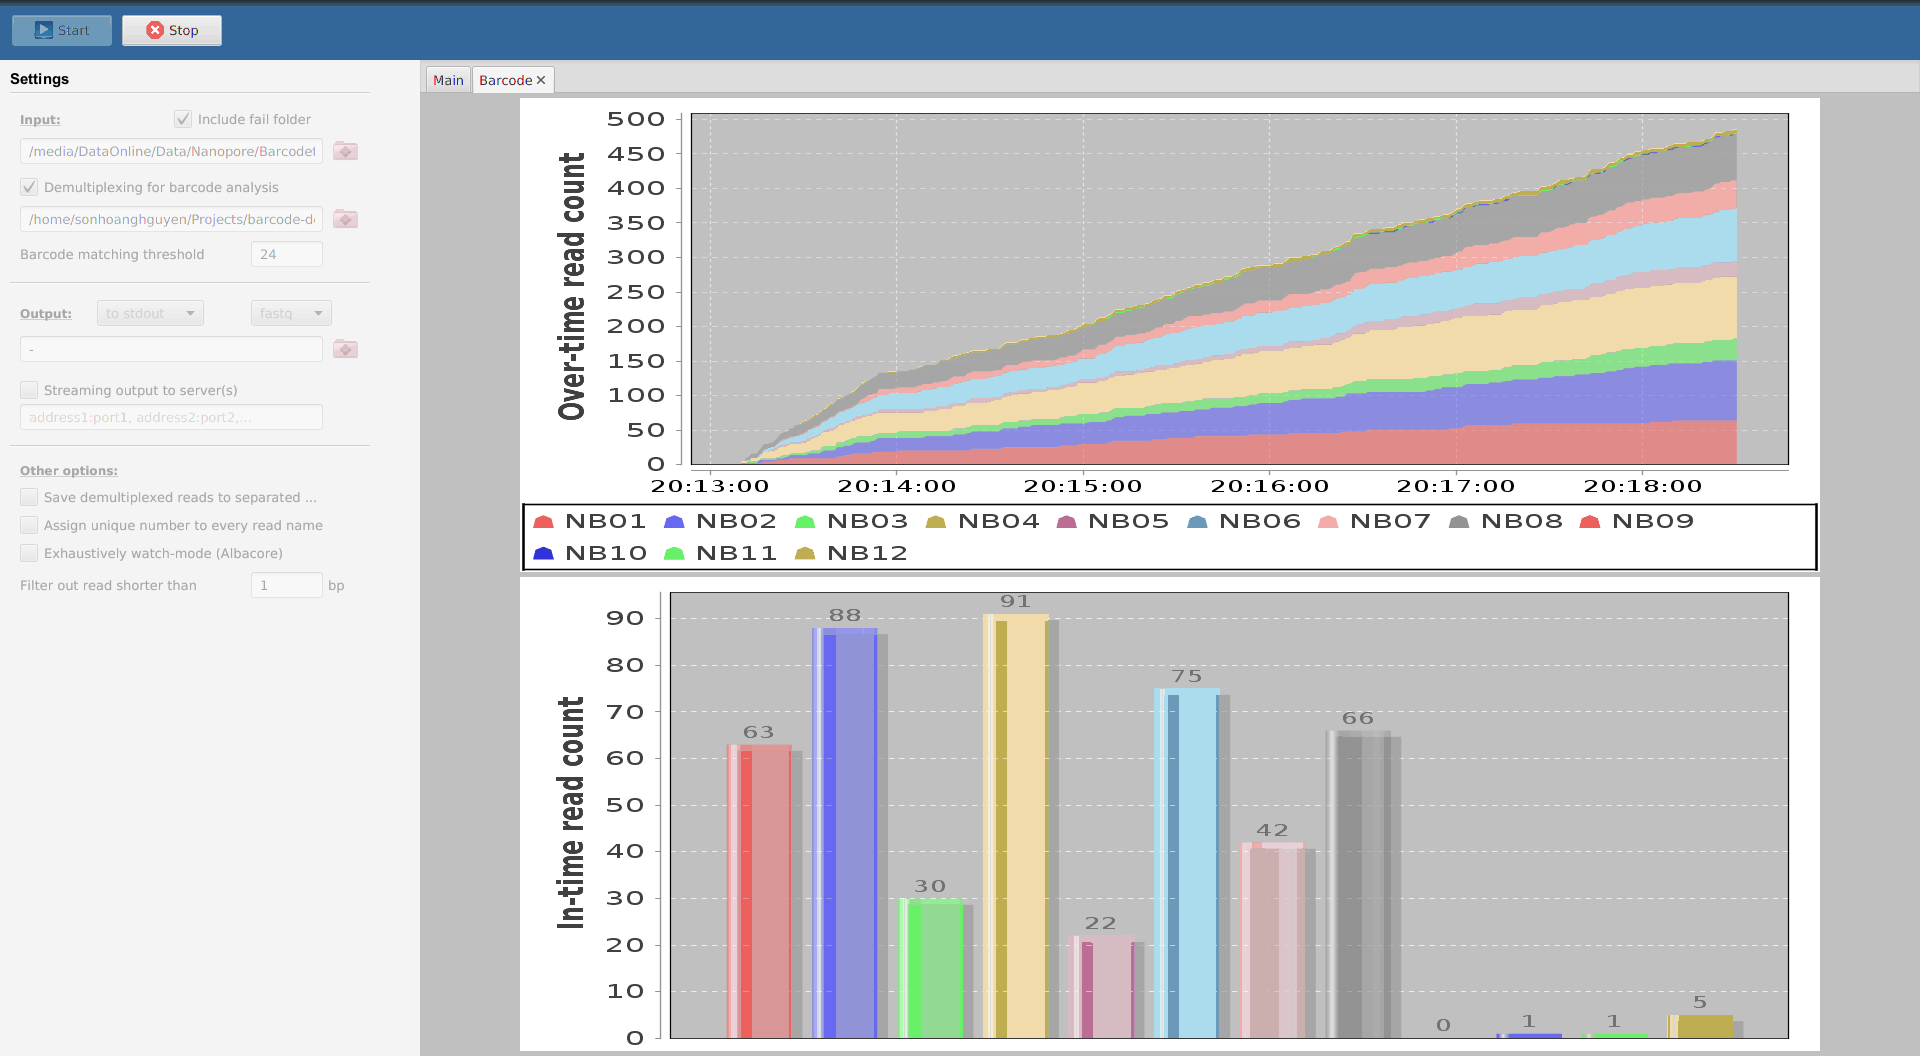 Start Stop
Settings
Input: Include fail folder
/media/DataOnline/Data/Nanopore/Barcode
Demultiplexing for barcode analysis
/home/sonhoanghguyen/Projects/barcode-d
Barcode matching threshold 24
Output: to stdout fastq
-
Streaming output to server(s)
address1:port1, address2:port2,...
Other options:
Save demultiplexed reads to separated ...
Assign unique number to every read name
Exhaustively watch-mode (Albacore)
Filter out read shorter than 1 bp
Main Barcode
Over-time read count
500
450
400
350
300
250
200
150
100
50
0
20:13:00 20:14:00 20:15:00 20:16:00 20:17:00 20:18:00
NB01 NB02 NB03 NB04 NB05 NB06 NB07 NB08 NB09
NB10 NB11 NB12
In-time read count
90
80
70
60
50
40
30
20
10
0
63 88 30 91 22 75 42 66 0 1 1 5